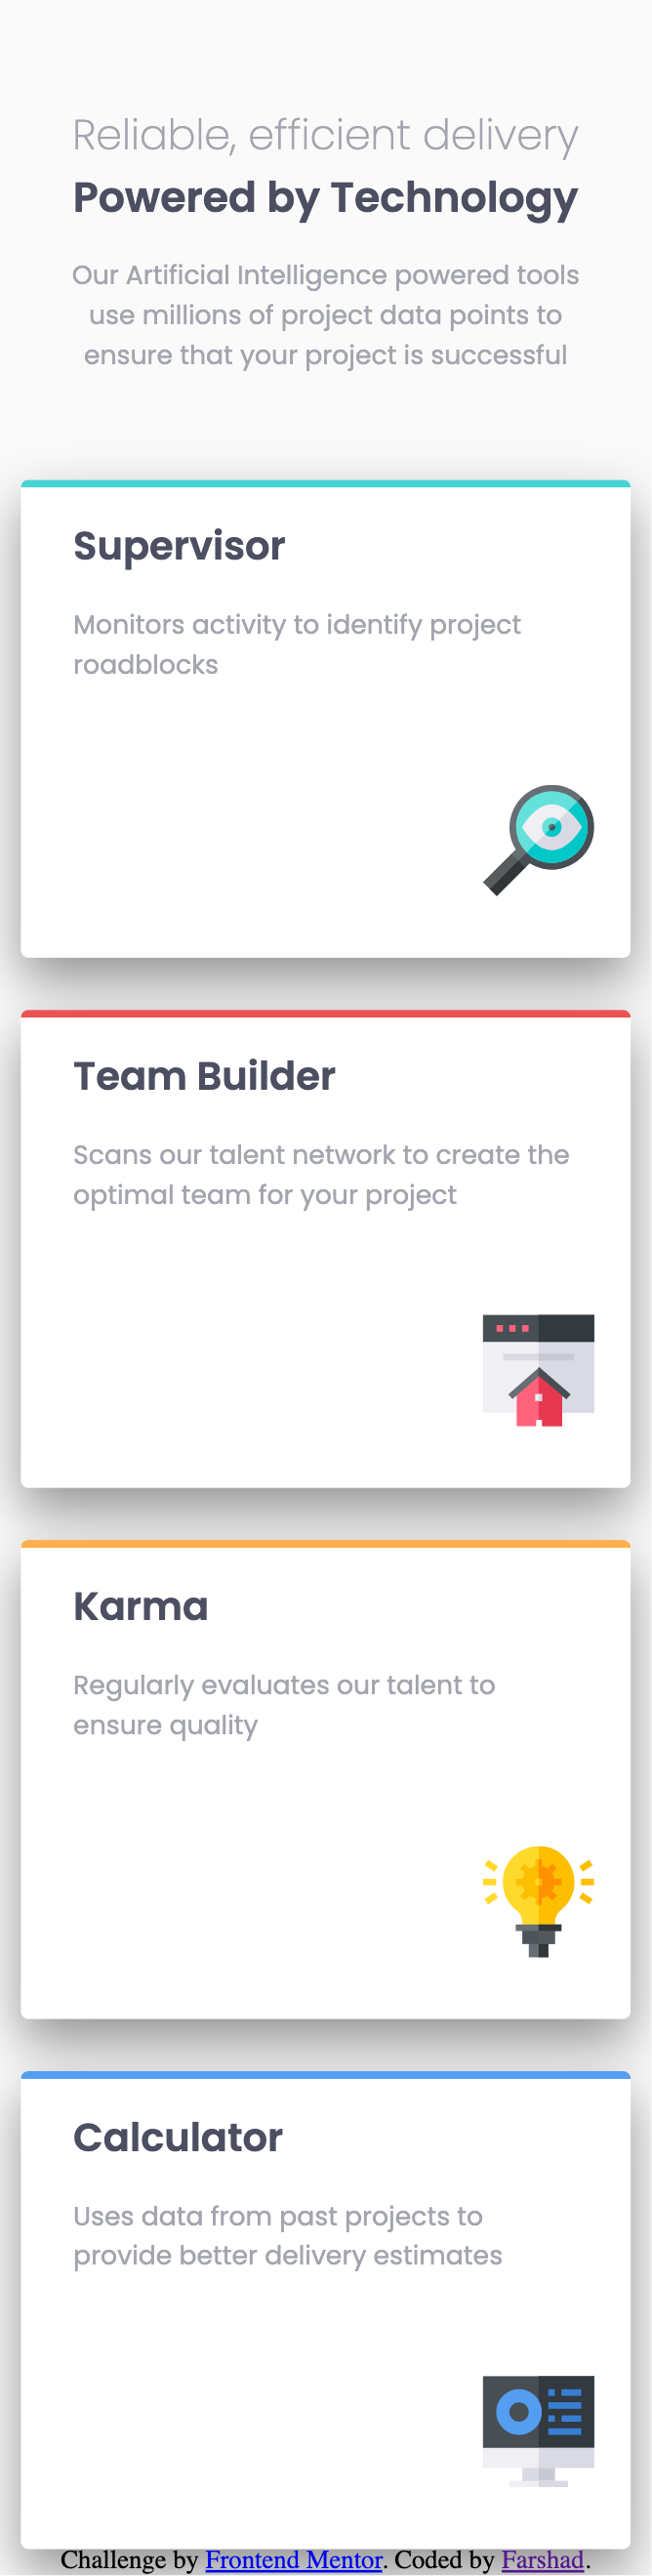 Reliable, efficient delivery
Powered by Technology
Our Artificial Intelligence powered tools
use millions of project data points to
ensure that your project is successful
Supervisor
Monitors activity to identify project
roadblocks
Team Builder
Scans our talent network to create the
optimal team for your project
Karma
Regularly evaluates our talent to
ensure quality
Calculator
Uses data from past projects to
provide better delivery estimates
Challenge by Frontend Mentor. Coded by Farshad.